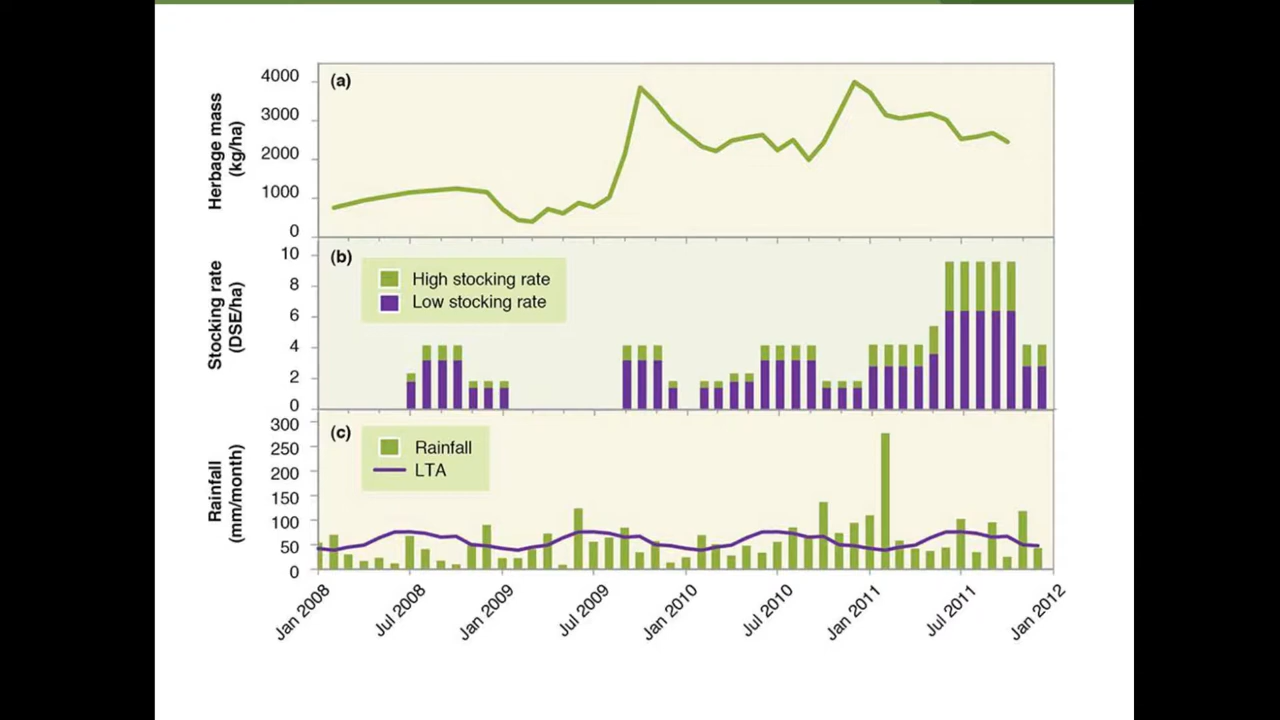 (a)
4000
3000
2000
1000
0
Herbage mass
(kg/ha)
(b)
10
8
6
4
2
0
Stocking rate
(DSE/ha)
High stocking rate
Low stocking rate
(c)
300
250
200
150
100
50
0
Rainfall
(mm/month)
Rainfall
LTA
Jan 2008
Jul 2008
Jan 2009
Jul 2009
Jan 2010
Jul 2010
Jan 2011
Jul 2011
Jan 2012